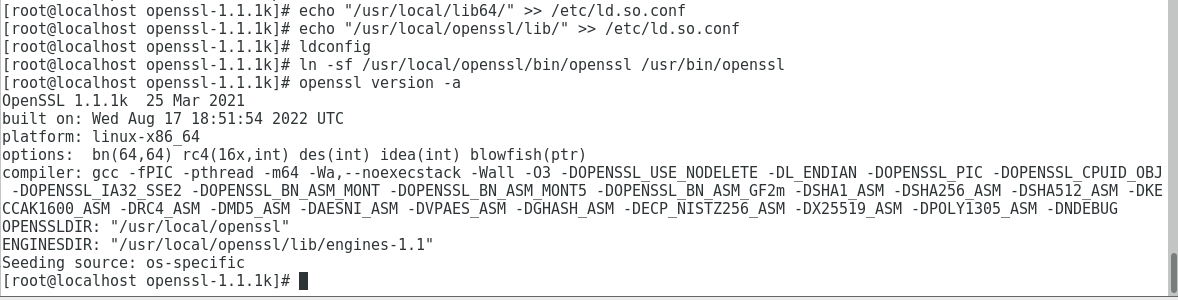 [root@localhost openssl-1.1.1k]# echo "/usr/local/lib64/" >> /etc/ld.so.conf
[root@localhost openssl-1.1.1k]# echo "/usr/local/openssl/lib/" >> /etc/ld.so.conf
[root@localhost openssl-1.1.1k]# ldconfig
[root@localhost openssl-1.1.1k]# ln -sf /usr/local/openssl/bin/openssl /usr/bin/openssl
[root@localhost openssl-1.1.1k]# openssl version -a
OpenSSL 1.1.1k  25 Mar 2021
built on: Wed Aug 17 18:51:54 2022 UTC
platform: linux-x86_64
options:  bn(64,64) rc4(16x,int) des(int) idea(int) blowfish(ptr)
compiler: gcc -fPIC -pthread -m64 -Wa,--noexecstack -Wall -O3 -DOPENSSL_USE_NODELETE -DL_ENDIAN -DOPENSSL_PIC -DOPENSSL_CPUID_OBJ
 -DOPENSSL_IA32_SSE2 -DOPENSSL_BN_ASM_MONT -DOPENSSL_BN_ASM_MONT5 -DOPENSSL_BN_ASM_GF2m -DSHA1_ASM -DSHA256_ASM -DSHA512_ASM -DKE
CCAK1600_ASM -DRC4_ASM -DMD5_ASM -DAESNI_ASM -DVPAES_ASM -DGHASH_ASM -DECP_NISTZ256_ASM -DX25519_ASM -DPOLY1305_ASM -DNDEBUG
OPENSSLDIR: "/usr/local/openssl"
ENGINESDIR: "/usr/local/openssl/lib/engines-1.1"
Seeding source: os-specific
[root@localhost openssl-1.1.1k]#